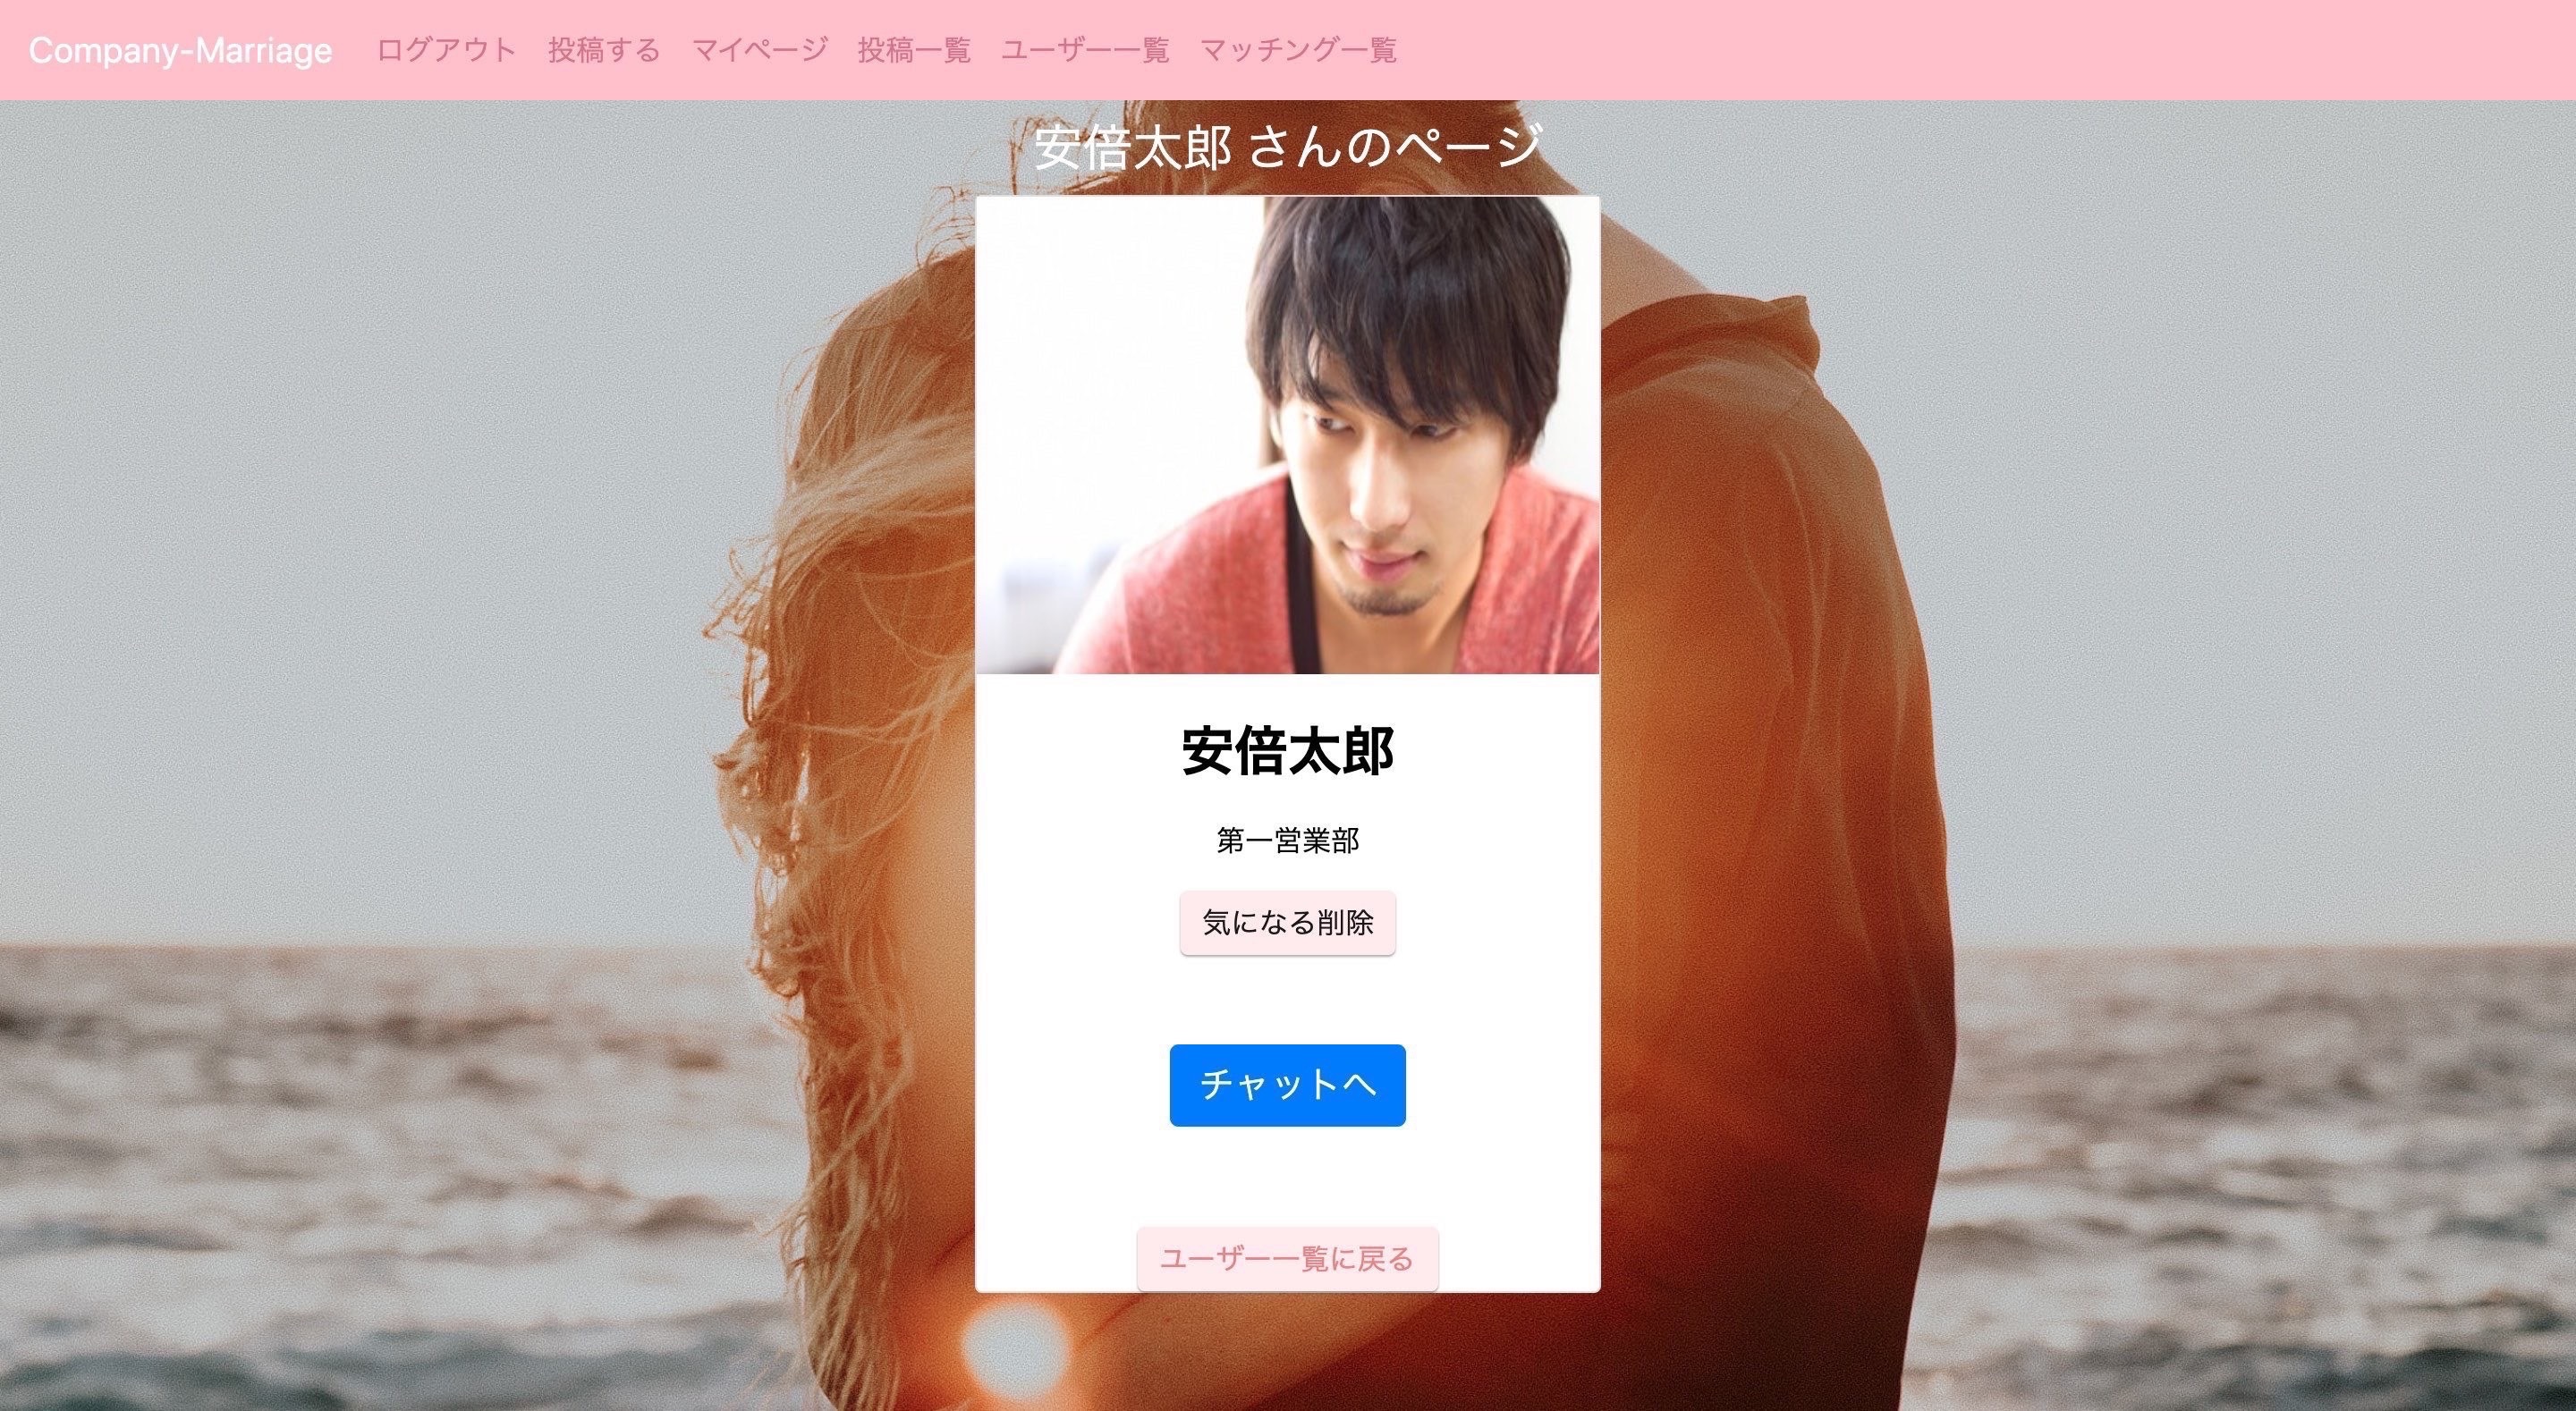 Company-Marriage ログアウト 投稿する マイページ 投稿一覧 ユーザー一覧 マッチング一覧
安倍太郎 さんのページ
安倍太郎
第一営業部
気になる削除
チャットへ
ユーザー一覧に戻る